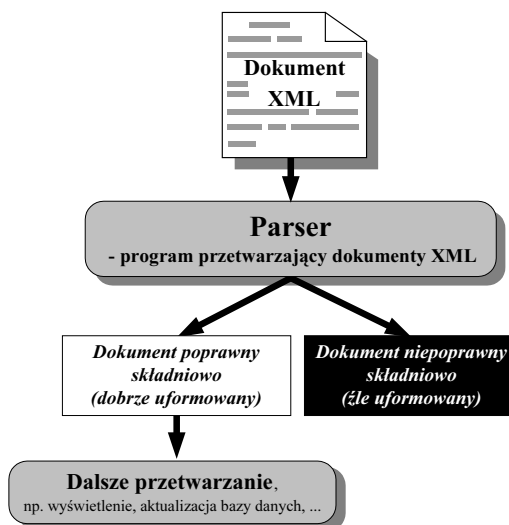 Dokument
XML
Parser
- program przetwarzający dokumenty XML
Dokument poprawny
składniowo
(dobrze uformowany)
Dokument niepoprawny
składniowo
(źle uformowany)
Dalsze przetwarzanie,
np. wyświetlenie, aktualizacja bazy danych, ...